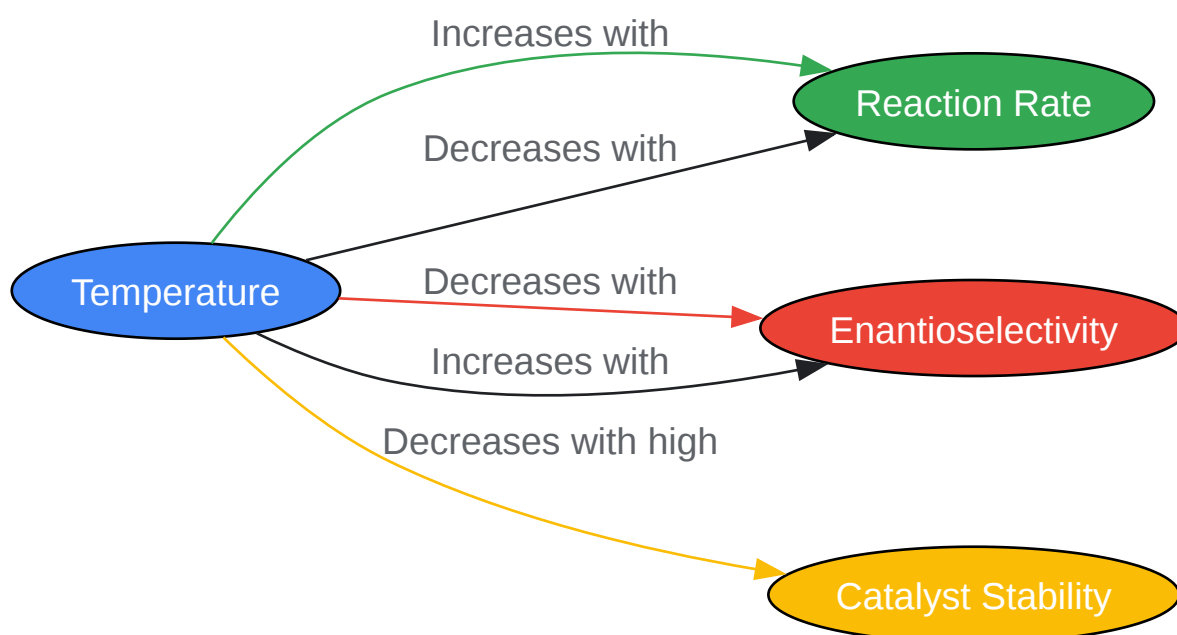 Increases with
Reaction Rate
Decreases with
Temperature
Decreases with
Enantioselectivity
Increases with
Decreases with high
Catalyst Stability